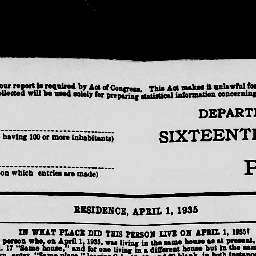 our report is required by Act of Congress. This Act makes it unlawful fo
ollected will be used solely for preparing statistical information concerning
DEPART
having 100 or more inhabitants)
SIXTEENT
on which entries are made)
P
RESIDENCE, APRIL 1, 1935
IN WHAT PLACE DID THIS PERSON LIVE ON APRIL 1, 1935?
person who, on April 1, 1935, was living in the same house as at present,
17 "Same house," and for one living in a different house but in the same